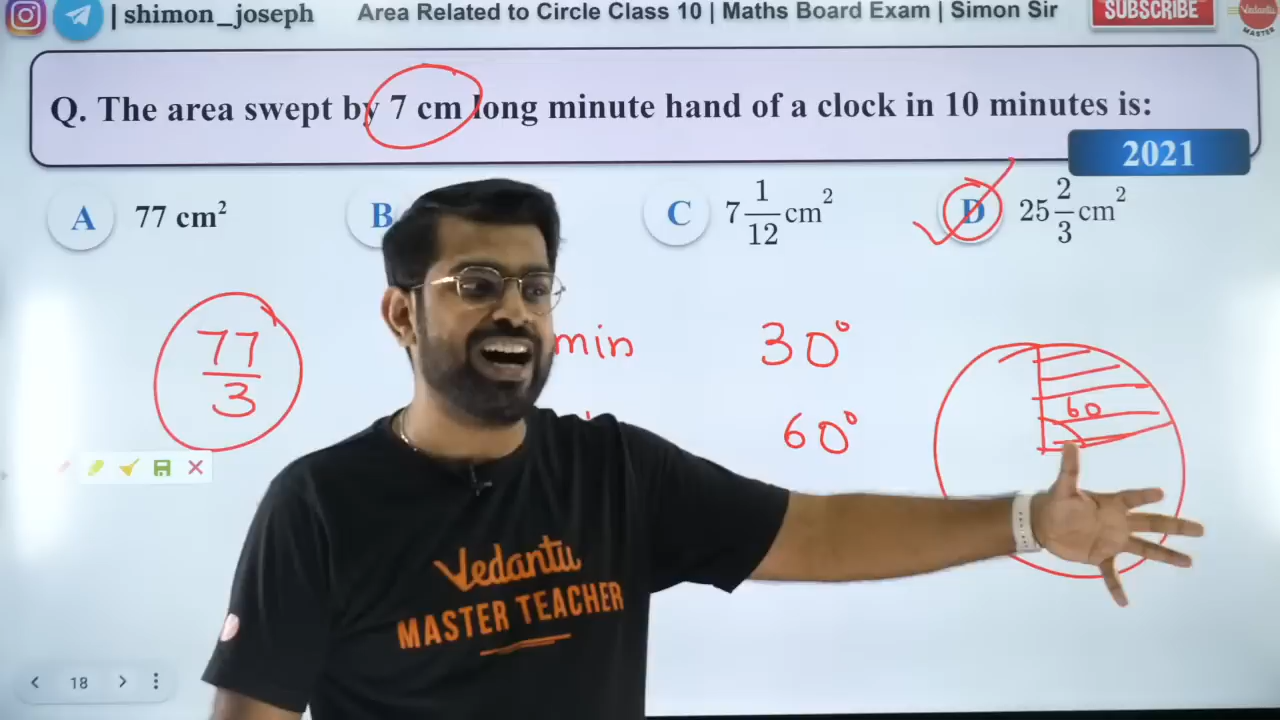 | shimon_joseph
Area Related to Circle Class 10 | Maths Board Exam | Simon Sir
SUBSCRIBE
Vedantu
MASTER
Q. The area swept by 7 cm long minute hand of a clock in 10 minutes is:
2021
A 77 cm²
B
C 7 1/12 cm²
D 25 2/3 cm²
77/3
min
30°
60°
60
Vedantu
MASTER TEACHER
18